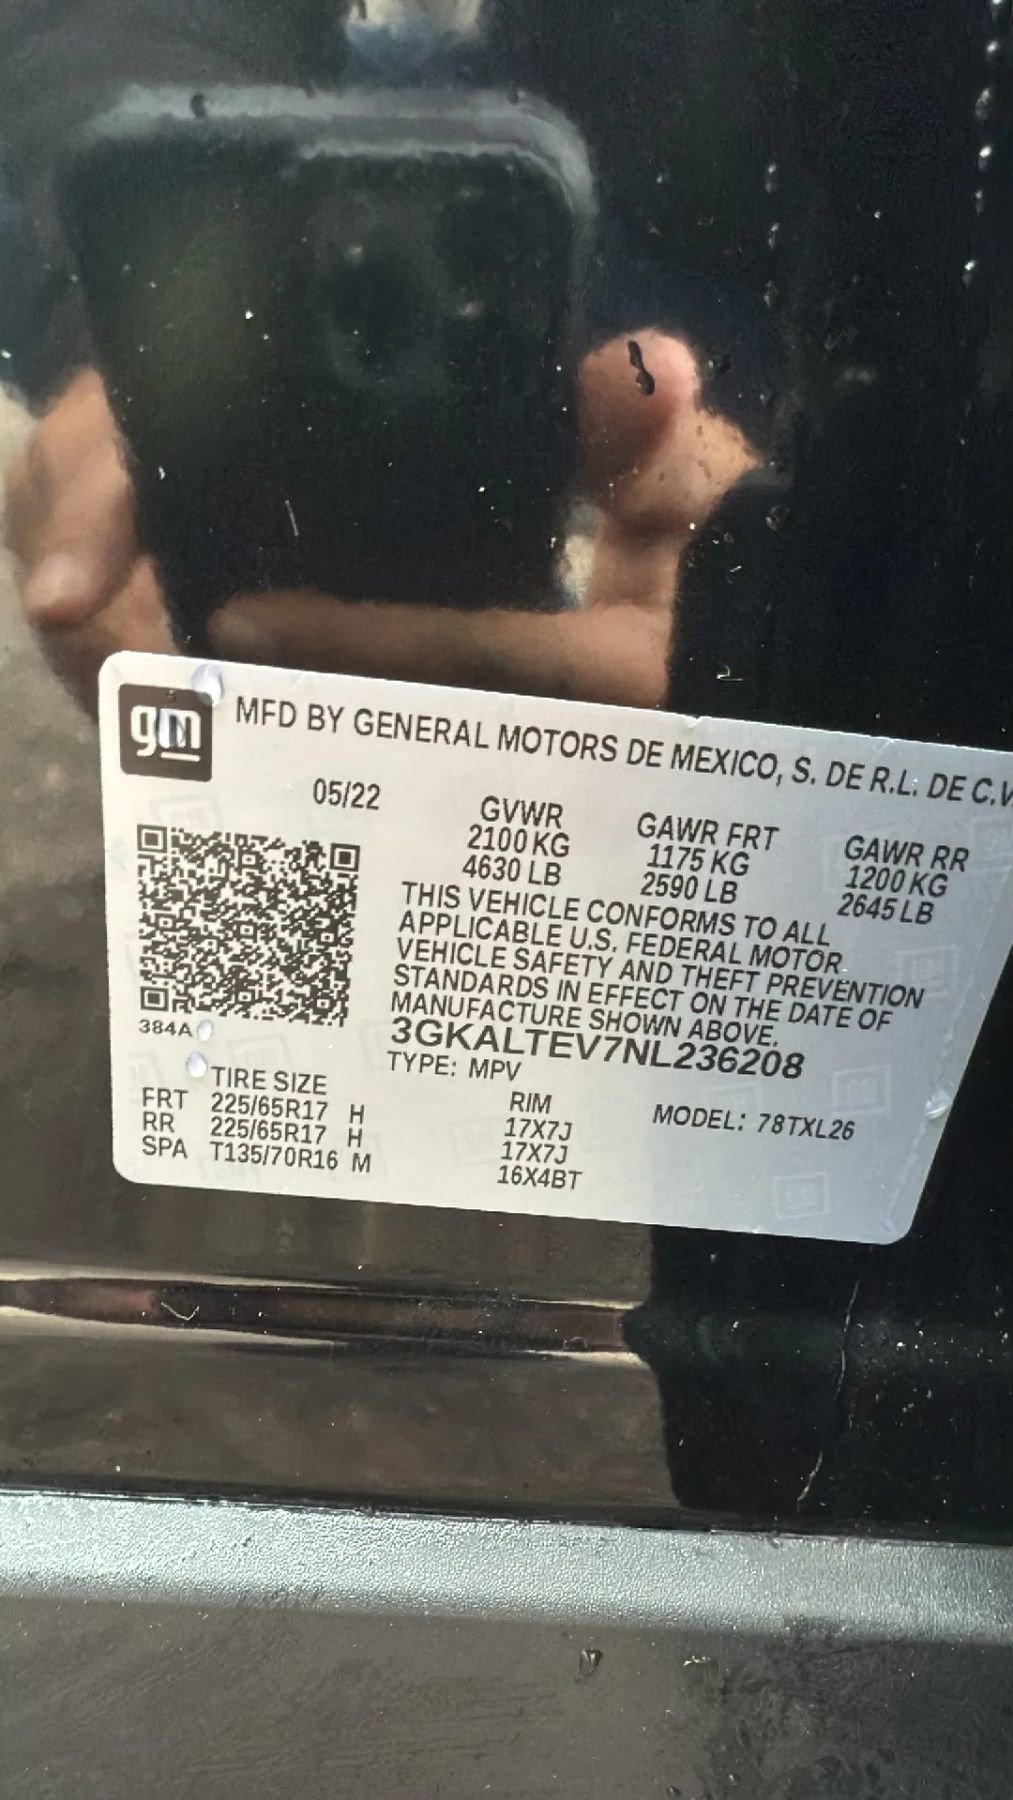 gm
MFD BY GENERAL MOTORS DE MEXICO, S. DE R.L. DE C.V.
05/22
GVWR GAWR FRT GAWR RR
2100 KG 1175 KG 1200 KG
4630 LB 2590 LB 2645 LB
THIS VEHICLE CONFORMS TO ALL
APPLICABLE U.S. FEDERAL MOTOR
VEHICLE SAFETY AND THEFT PREVENTION
STANDARDS IN EFFECT ON THE DATE OF
MANUFACTURE SHOWN ABOVE.
3GKALTEV7NL236208
384A
TYPE: MPV
TIRE SIZE RIM MODEL: 78TXL26
FRT 225/65R17 H 17X7J
RR 225/65R17 H 17X7J
SPA T135/70R16 M 16X4BT